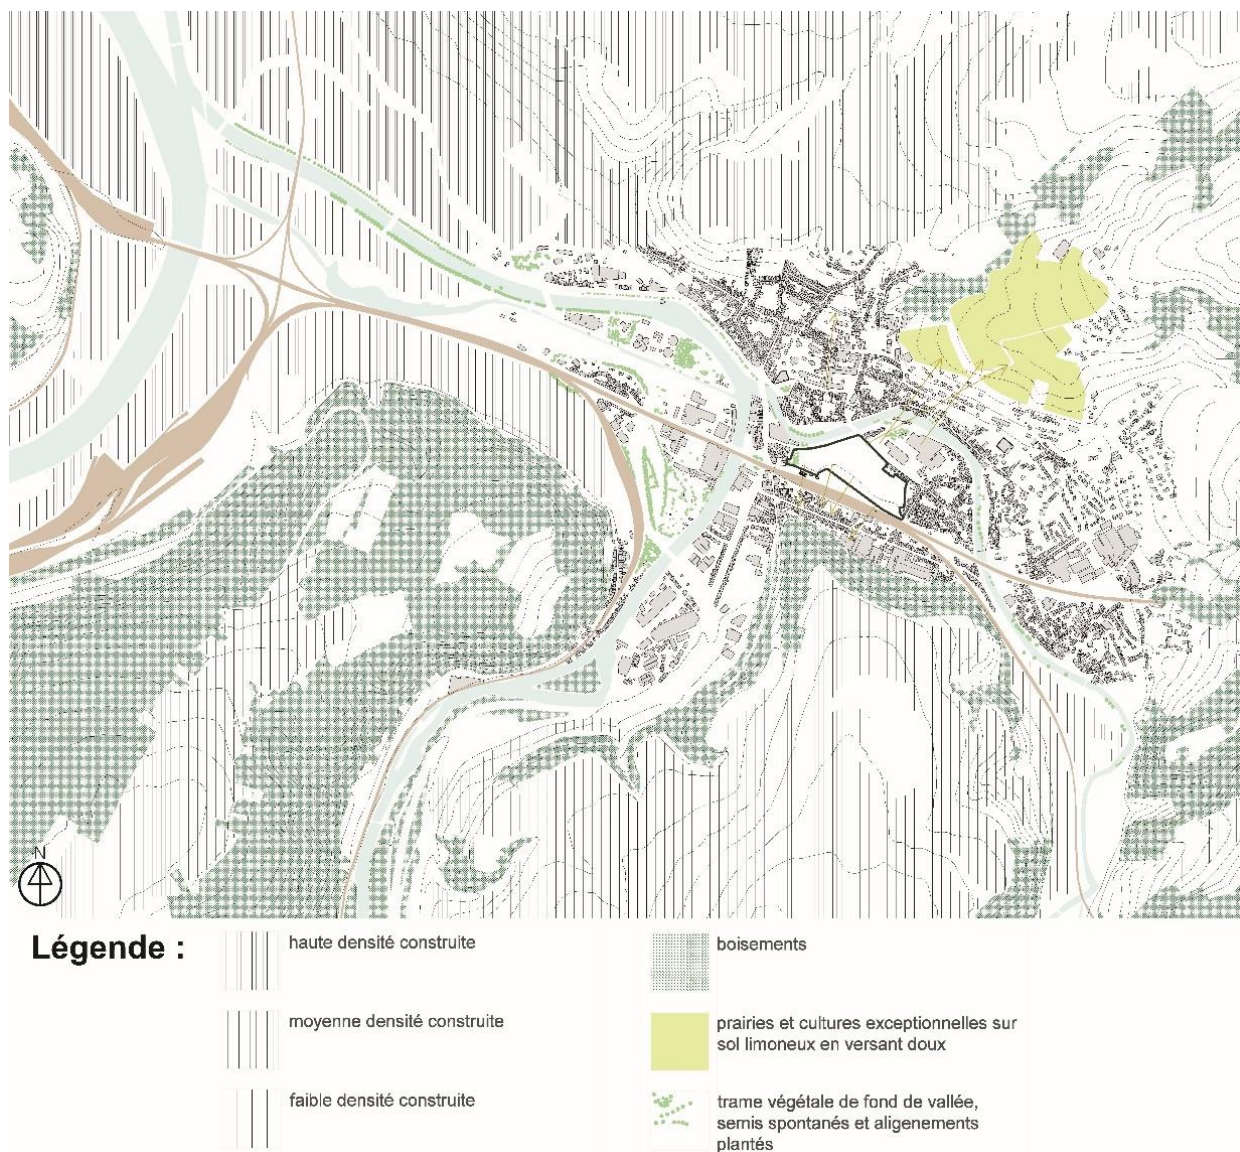 N
Légende :
haute densité construite
moyenne densité construite
faible densité construite
boisements
prairies et cultures exceptionnelles sur
sol limoneux en versant doux
trame végétale de fond de vallée,
semis spontanés et aligenements
plantés